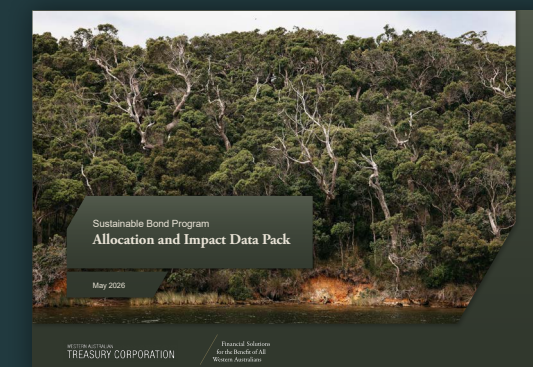 Sustainable Bond Program
Allocation and Impact Data Pack
May 2026
WESTERN AUSTRALIAN
TREASURY CORPORATION
Financial Solutions
for the Benefit of All
Western Australians